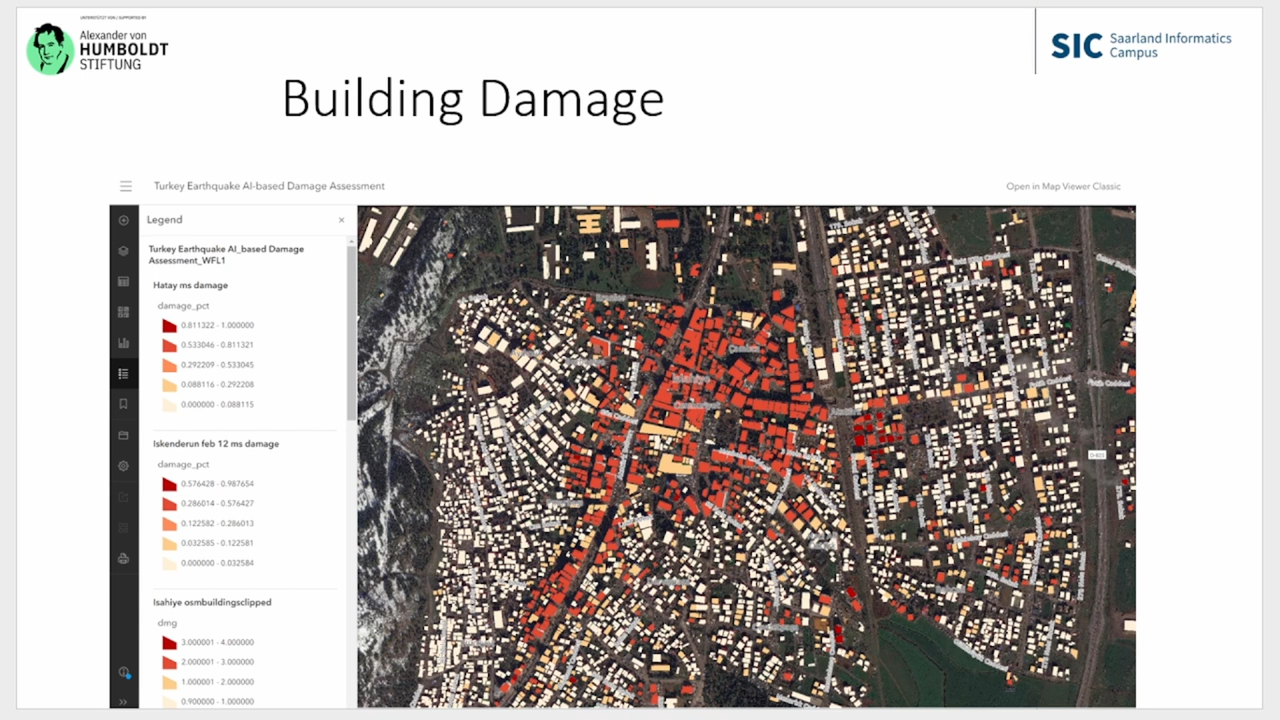 UNTERSTÜTZT VON / SUPPORTED BY
Alexander von
HUMBOLDT
STIFTUNG
SIC Saarland Informatics
Campus
Building Damage
Turkey Earthquake AI-based Damage Assessment
Open in Map Viewer Classic
Legend
Turkey Earthquake AI_based Damage
Assessment_WFL1
Hatay ms damage
damage_pct
0.811322 - 1.000000
0.533046 - 0.811321
0.292209 - 0.533045
0.088116 - 0.292208
0.000000 - 0.088115
Iskenderun feb 12 ms damage
damage_pct
0.576428 - 0.987654
0.286014 - 0.576427
0.122582 - 0.286013
0.032585 - 0.122581
0.000000 - 0.032584
Isahiye osmbuildingsclipped
dmg
3.000001 - 4.000000
2.000001 - 3.000000
1.000001 - 2.000000
0.900000 - 1.000000